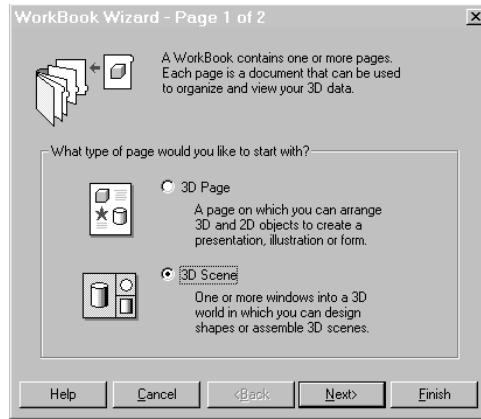 WorkBook Wizard - Page 1 of 2
A WorkBook contains one or more pages.
Each page is a document that can be used
to organize and view your 3D data.
What type of page would you like to start with?
3D Page
A page on which you can arrange
3D and 2D objects to create a
presentation, illustration or form.
3D Scene
One or more windows into a 3D
world in which you can design
shapes or assemble 3D scenes.
Help Cancel <Back Next> Finish